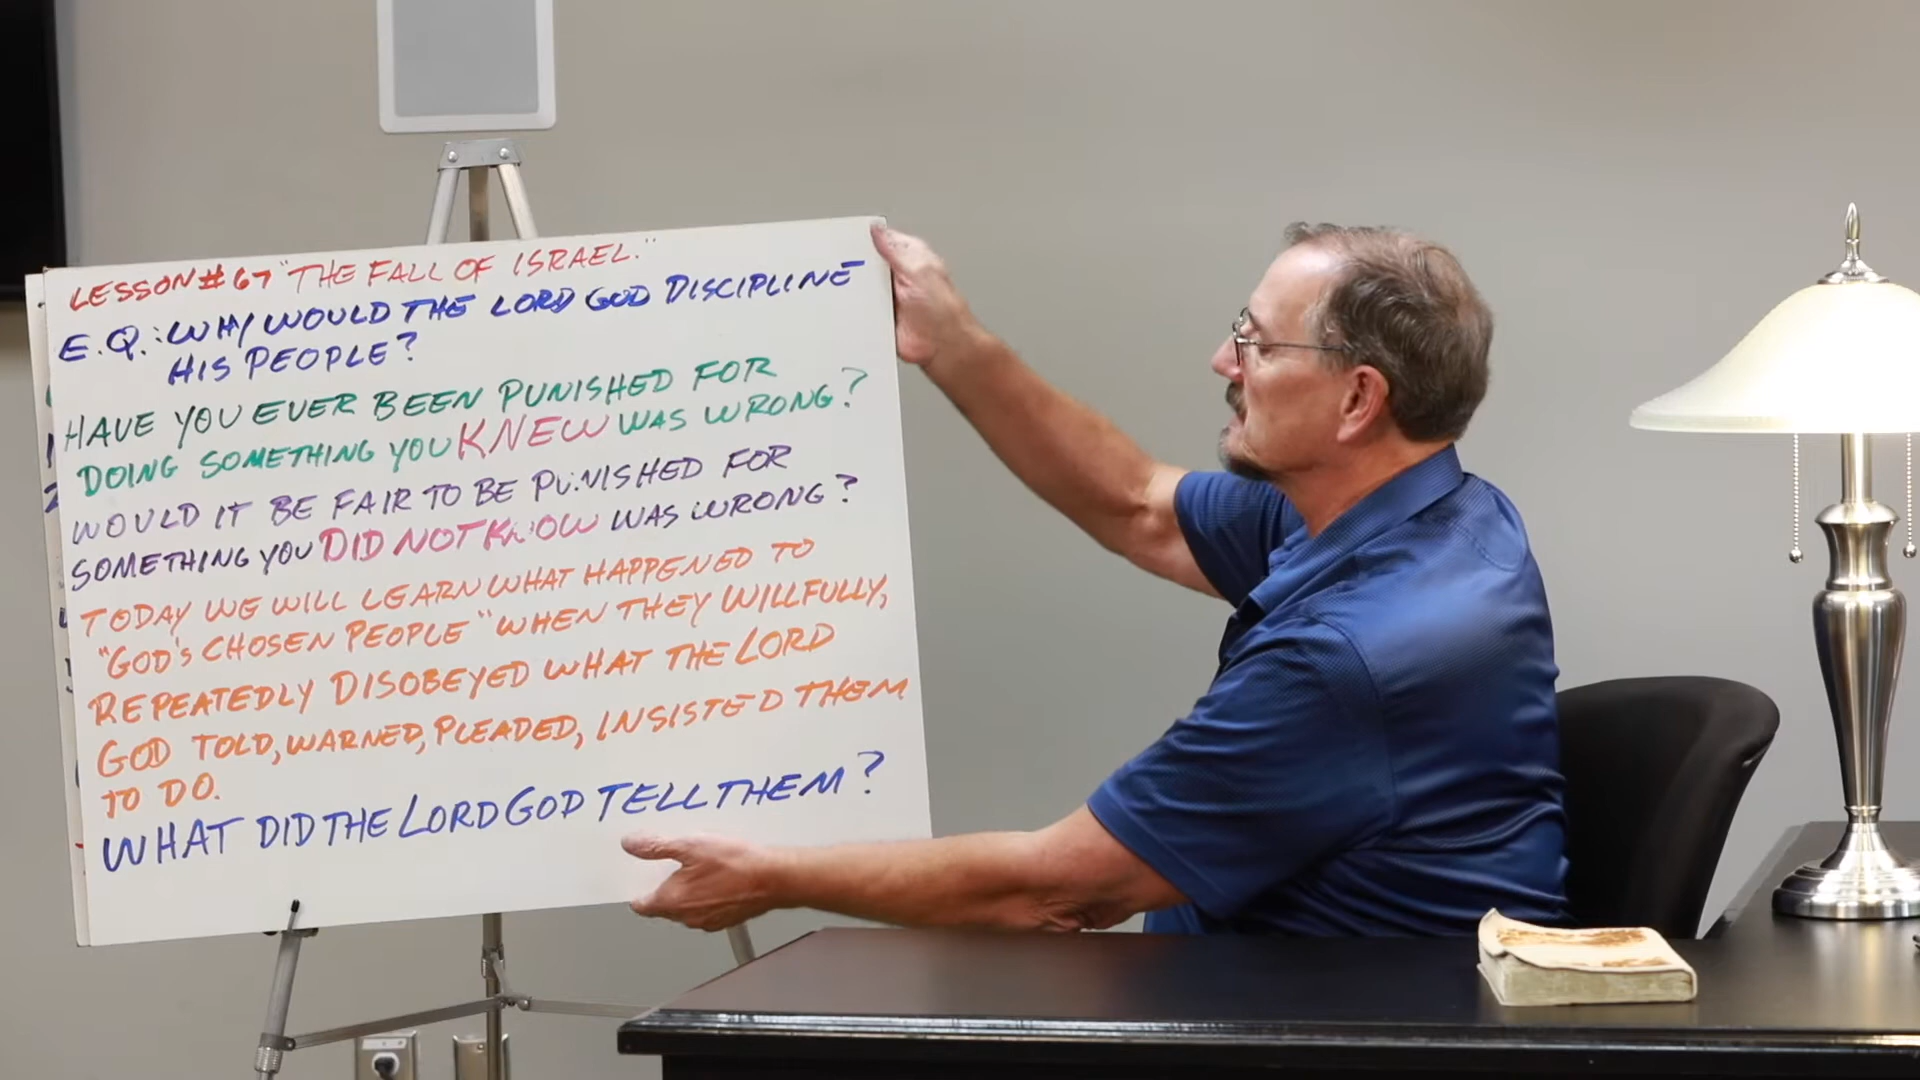 LESSON #67 "THE FALL OF ISRAEL."
E.Q.: WHY WOULD THE LORD GOD DISCIPLINE
HIS PEOPLE?
HAVE YOU EVER BEEN PUNISHED FOR
DOING SOMETHING YOU KNEW WAS WRONG?
WOULD IT BE FAIR TO BE PUNISHED FOR
SOMETHING YOU DID NOT KNOW WAS WRONG?
TODAY WE WILL LEARN WHAT HAPPENED TO
"GOD'S CHOSEN PEOPLE" WHEN THEY WILLFULLY,
REPEATEDLY DISOBEYED WHAT THE LORD
GOD TOLD, WARNED, PLEADED, INSISTED THEM
TO DO.
WHAT DID THE LORD GOD TELL THEM?